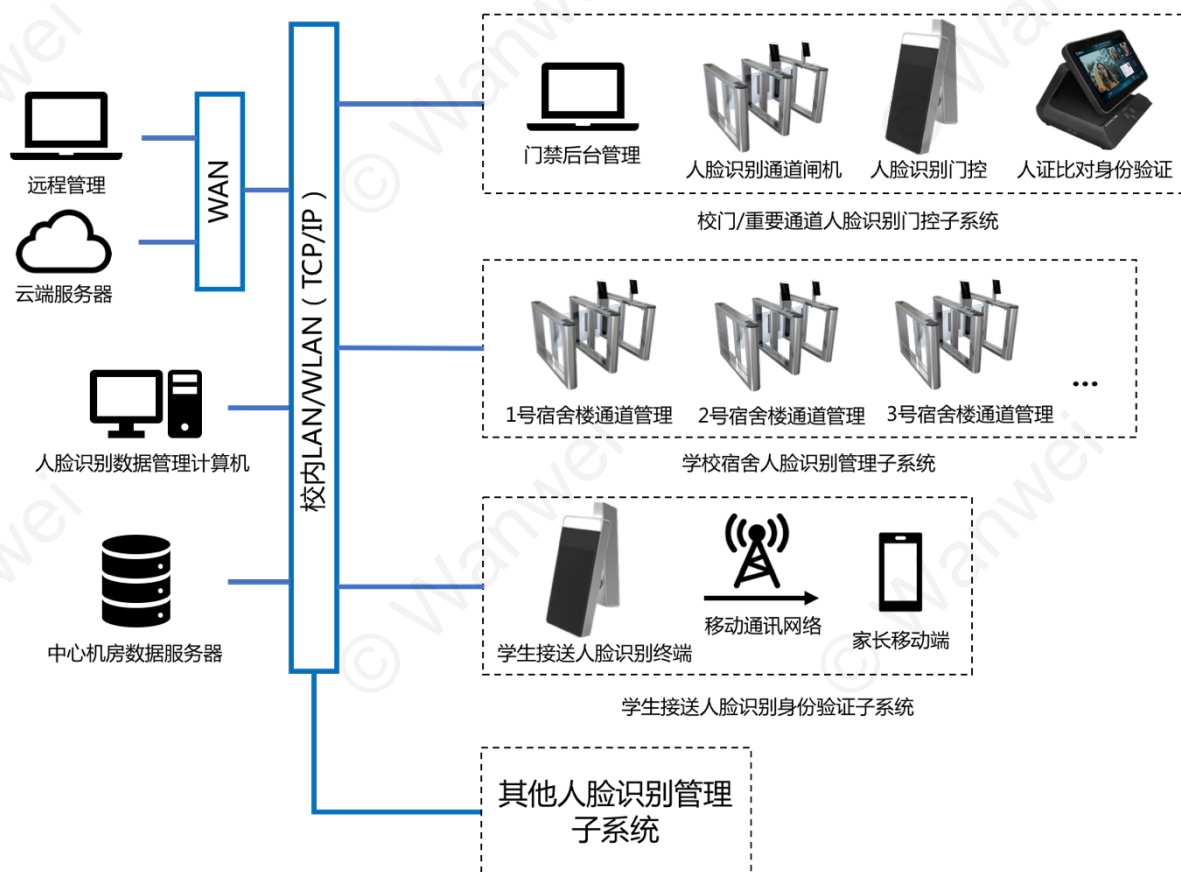 远程管理
云端服务器
WAN
人脸识别数据管理计算机
中心机房数据服务器
校内LAN/WLAN（TCP/IP）
门禁后台管理
人脸识别通道闸机
人脸识别门控
人证比对身份验证
校门/重要通道人脸识别门控子系统
1号宿舍楼通道管理
2号宿舍楼通道管理
3号宿舍楼通道管理
...
学校宿舍人脸识别管理子系统
学生接送人脸识别终端
移动通讯网络
家长移动端
学生接送人脸识别身份验证子系统
其他人脸识别管理
子系统
© Wanwei